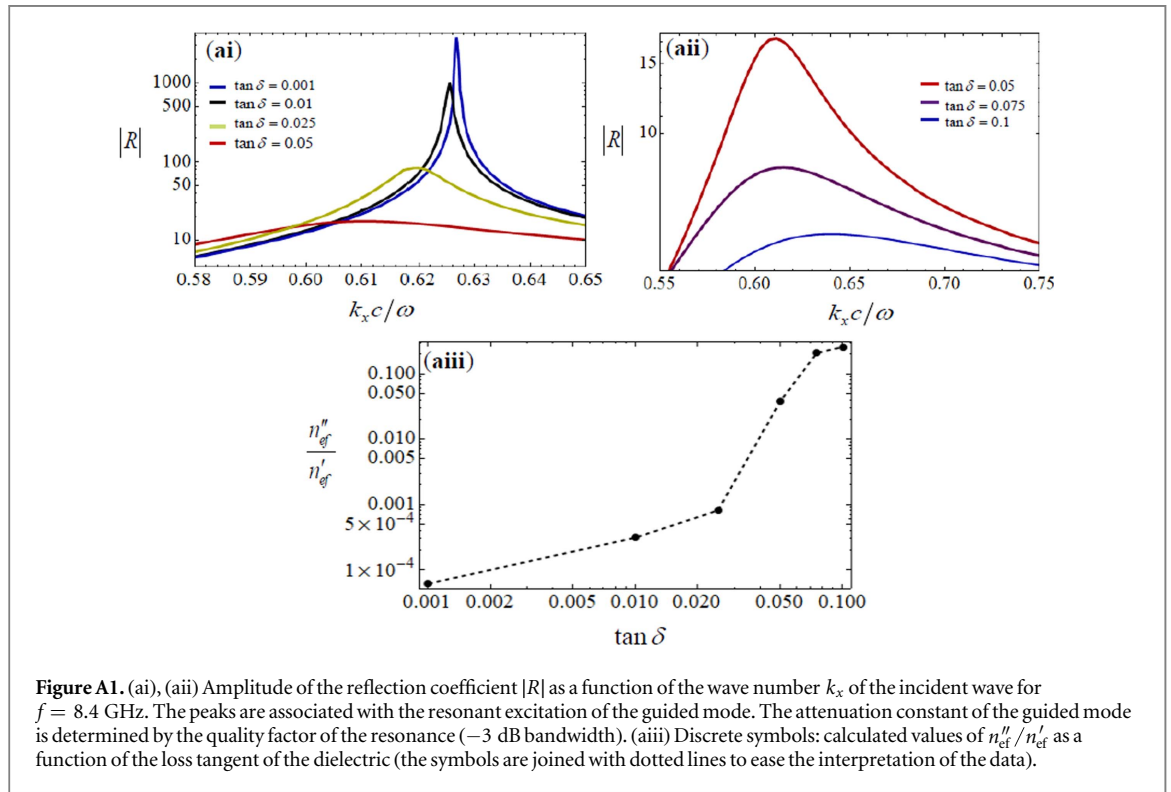 (ai)
tan δ = 0.001
tan δ = 0.01
tan δ = 0.025
tan δ = 0.05
1000
500
100
50
10
|R|
0.58 0.59 0.60 0.61 0.62 0.63 0.64 0.65
k_x c/ω
(aii)
tan δ = 0.05
tan δ = 0.075
tan δ = 0.1
15
10
|R|
0.55 0.60 0.65 0.70 0.75
k_x c/ω
(aiii)
0.100
0.050
0.010
0.005
0.001
5 × 10⁻⁴
1 × 10⁻⁴
n″_ef
n′_ef
0.001 0.002 0.005 0.010 0.020 0.050 0.100
tan δ
Figure A1. (ai), (aii) Amplitude of the reflection coefficient |R| as a function of the wave number k_x of the incident wave for
f = 8.4 GHz. The peaks are associated with the resonant excitation of the guided mode. The attenuation constant of the guided mode
is determined by the quality factor of the resonance (−3 dB bandwidth). (aiii) Discrete symbols: calculated values of n″_ef/n′_ef as a
function of the loss tangent of the dielectric (the symbols are joined with dotted lines to ease the interpretation of the data).